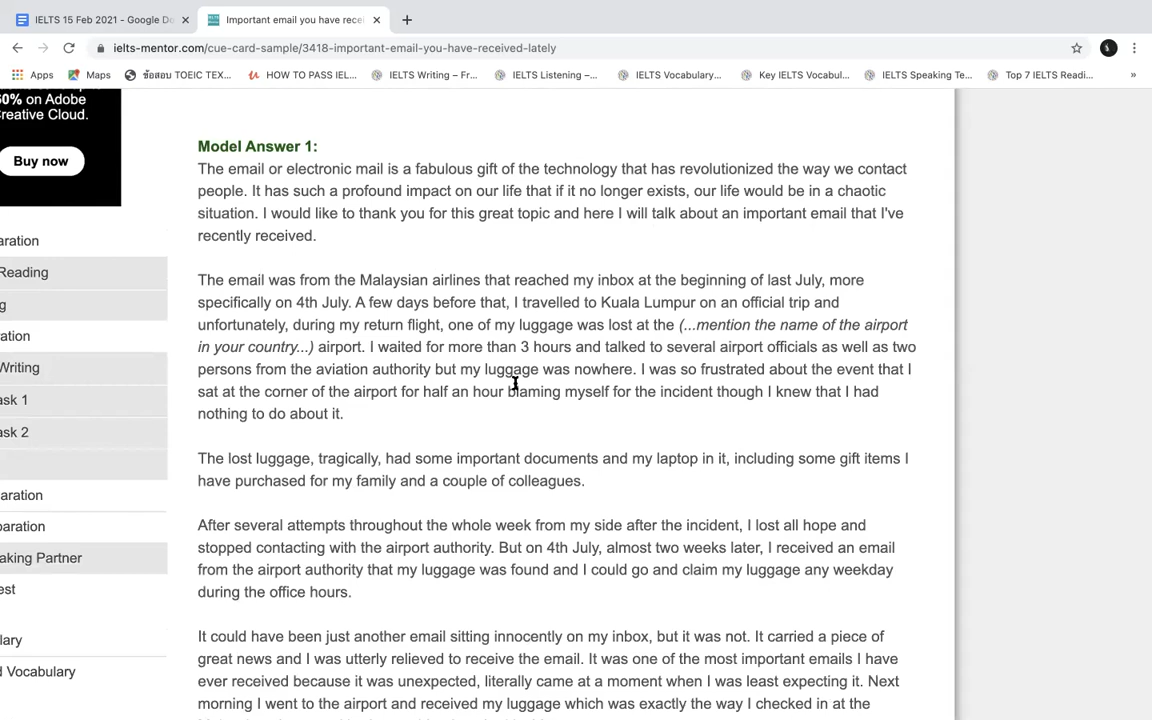 IELTS 15 Feb 2021 - Google Do
Important email you have rece
ielts-mentor.com/cue-card-sample/3418-important-email-you-have-received-lately
Apps
Maps
ข้อสอบ TOEIC TEX...
HOW TO PASS IEL...
IELTS Writing – Fr...
IELTS Listening –...
IELTS Vocabulary...
Key IELTS Vocabul...
IELTS Speaking Te...
Top 7 IELTS Readi...
»
60% on Adobe
Creative Cloud.
Buy now
aration
Reading
g
ration
Writing
ask 1
ask 2
aration
paration
aking Partner
est
lary
d Vocabulary
Model Answer 1:
The email or electronic mail is a fabulous gift of the technology that has revolutionized the way we contact
people. It has such a profound impact on our life that if it no longer exists, our life would be in a chaotic
situation. I would like to thank you for this great topic and here I will talk about an important email that I've
recently received.
The email was from the Malaysian airlines that reached my inbox at the beginning of last July, more
specifically on 4th July. A few days before that, I travelled to Kuala Lumpur on an official trip and
unfortunately, during my return flight, one of my luggage was lost at the (...mention the name of the airport
in your country...) airport. I waited for more than 3 hours and talked to several airport officials as well as two
persons from the aviation authority but my luggage was nowhere. I was so frustrated about the event that I
sat at the corner of the airport for half an hour blaming myself for the incident though I knew that I had
nothing to do about it.
The lost luggage, tragically, had some important documents and my laptop in it, including some gift items I
have purchased for my family and a couple of colleagues.
After several attempts throughout the whole week from my side after the incident, I lost all hope and
stopped contacting with the airport authority. But on 4th July, almost two weeks later, I received an email
from the airport authority that my luggage was found and I could go and claim my luggage any weekday
during the office hours.
It could have been just another email sitting innocently on my inbox, but it was not. It carried a piece of
great news and I was utterly relieved to receive the email. It was one of the most important emails I have
ever received because it was unexpected, literally came at a moment when I was least expecting it. Next
morning I went to the airport and received my luggage which was exactly the way I checked in at the